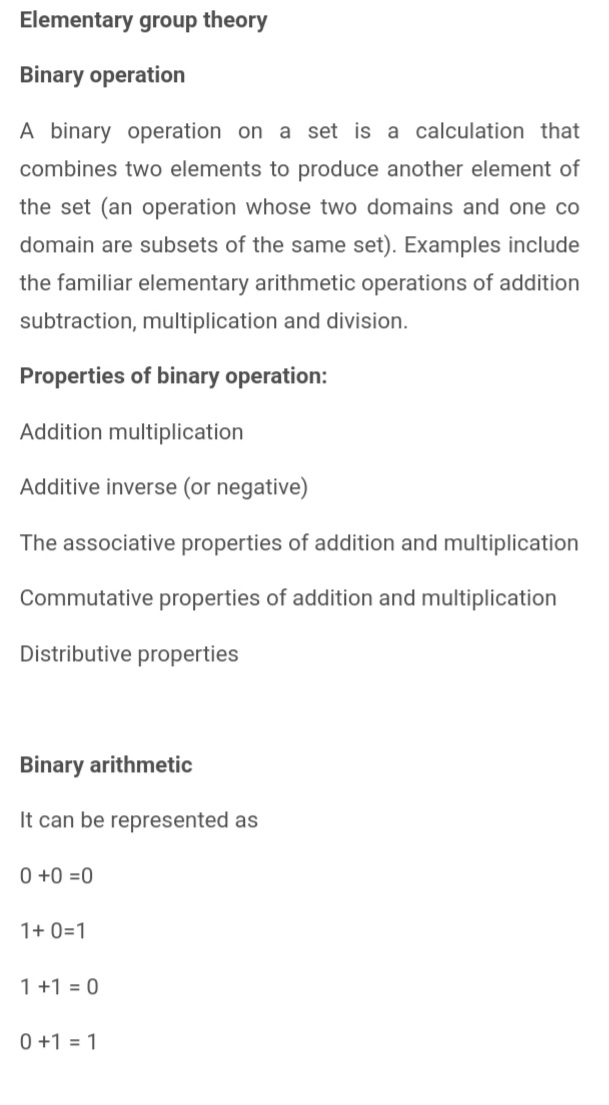 Elementary group theory
Binary operation
A binary operation on a set is a calculation that
combines two elements to produce another element of
the set (an operation whose two domains and one co
domain are subsets of the same set). Examples include
the familiar elementary arithmetic operations of addition
subtraction, multiplication and division.
Properties of binary operation:
Addition multiplication
Additive inverse (or negative)
The associative properties of addition and multiplication
Commutative properties of addition and multiplication
Distributive properties
Binary arithmetic
It can be represented as
0 +0 =0
1+ 0=1
1 +1 = 0
0 +1 = 1